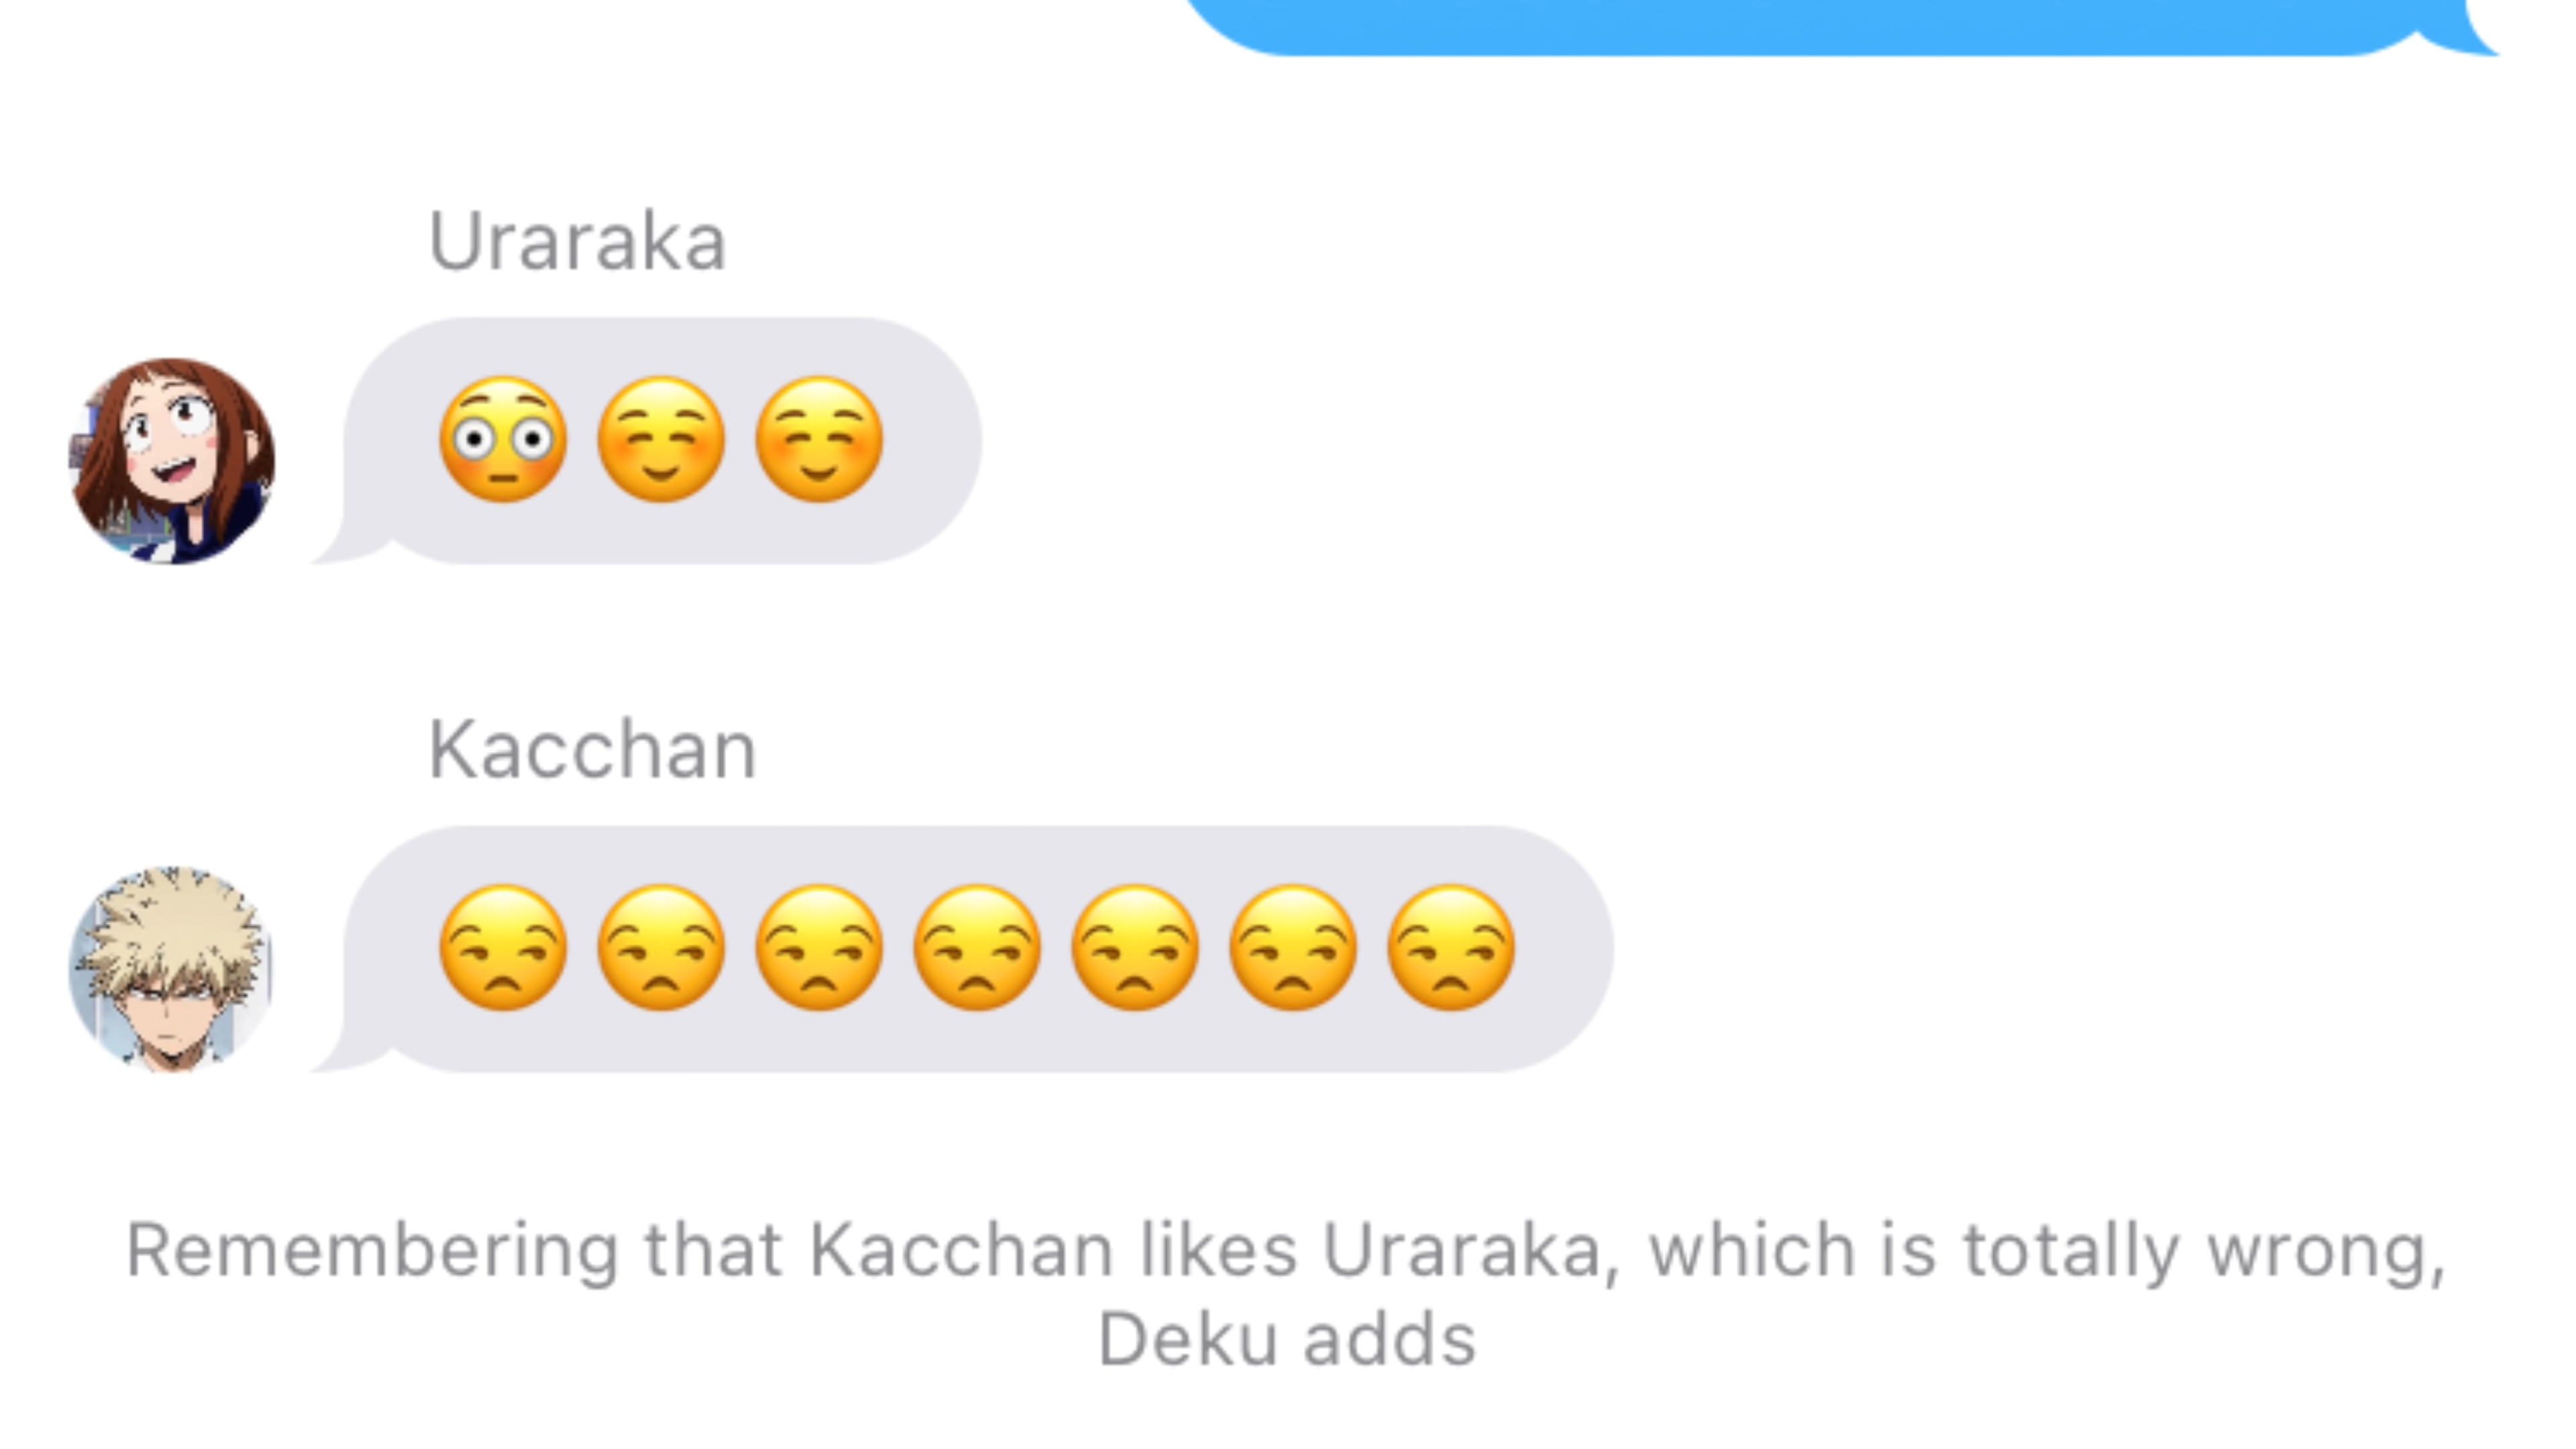 Uraraka
😳☺️☺️
Kacchan
😒😒😒😒😒😒😒
Remembering that Kacchan likes Uraraka, which is totally wrong,
Deku adds